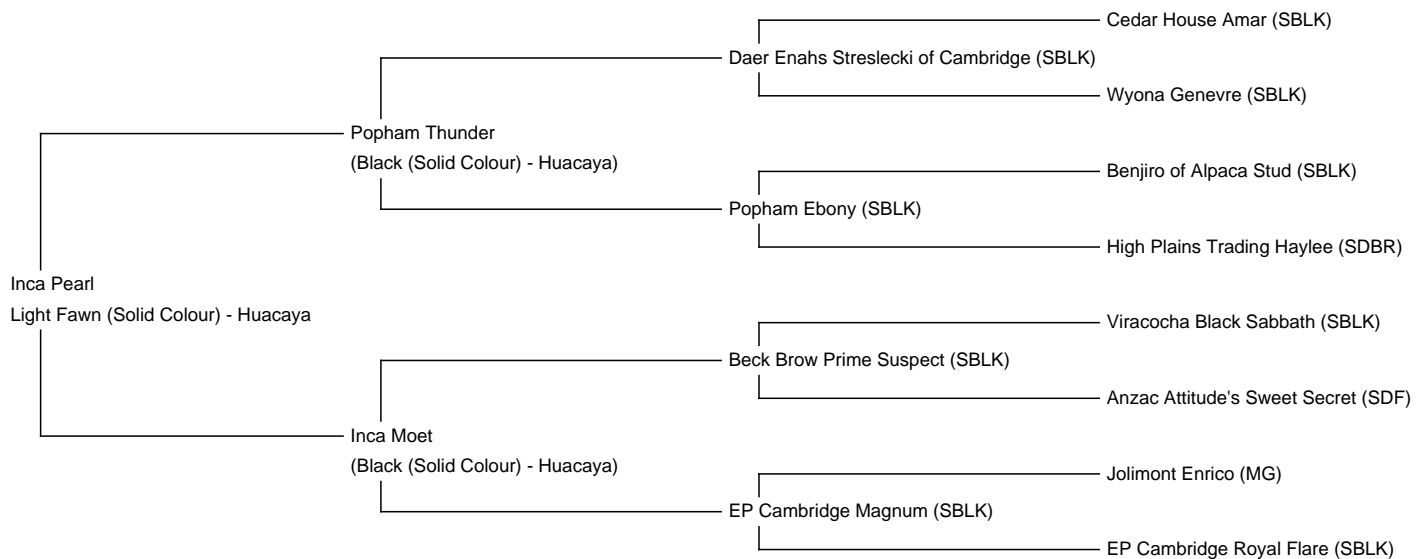 Cedar House Amar (SBLK)
Daer Enahs Streslecki of Cambridge (SBLK)
Wyona Genevre (SBLK)
Popham Thunder
(Black (Solid Colour) - Huacaya)
Benjiro of Alpaca Stud (SBLK)
Popham Ebony (SBLK)
High Plains Trading Haylee (SDBR)
Inca Pearl
Light Fawn (Solid Colour) - Huacaya
Viracocha Black Sabbath (SBLK)
Beck Brow Prime Suspect (SBLK)
Anzac Attitude's Sweet Secret (SDF)
Inca Moet
(Black (Solid Colour) - Huacaya)
Jolimont Enrico (MG)
EP Cambridge Magnum (SBLK)
EP Cambridge Royal Flare (SBLK)